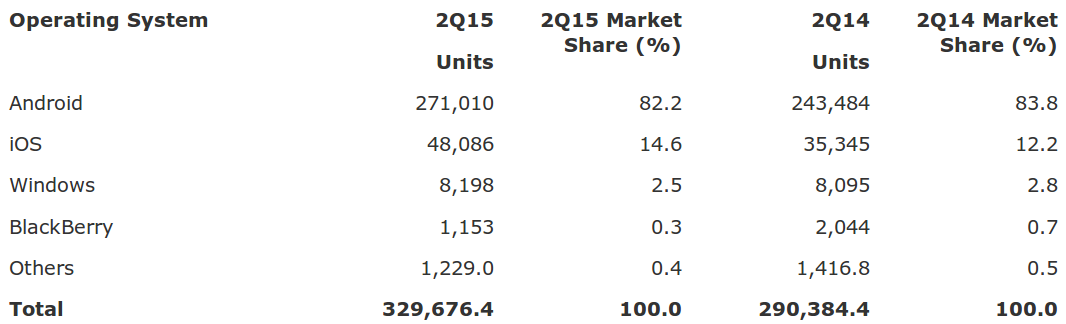 Operating System 2Q15 Units 2Q15 Market Share (%) 2Q14 Units 2Q14 Market Share (%)
Android 271,010 82.2 243,484 83.8
iOS 48,086 14.6 35,345 12.2
Windows 8,198 2.5 8,095 2.8
BlackBerry 1,153 0.3 2,044 0.7
Others 1,229.0 0.4 1,416.8 0.5
Total 329,676.4 100.0 290,384.4 100.0